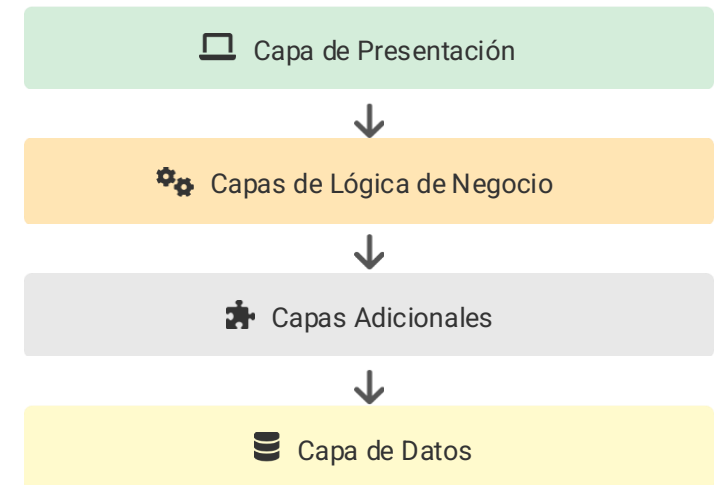 Capa de Presentación
Capas de Lógica de Negocio
Capas Adicionales
Capa de Datos